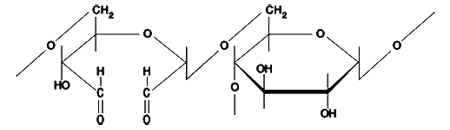 CH₂ CH₂
O O O O O
OH
HO H H O
C C OH
O O